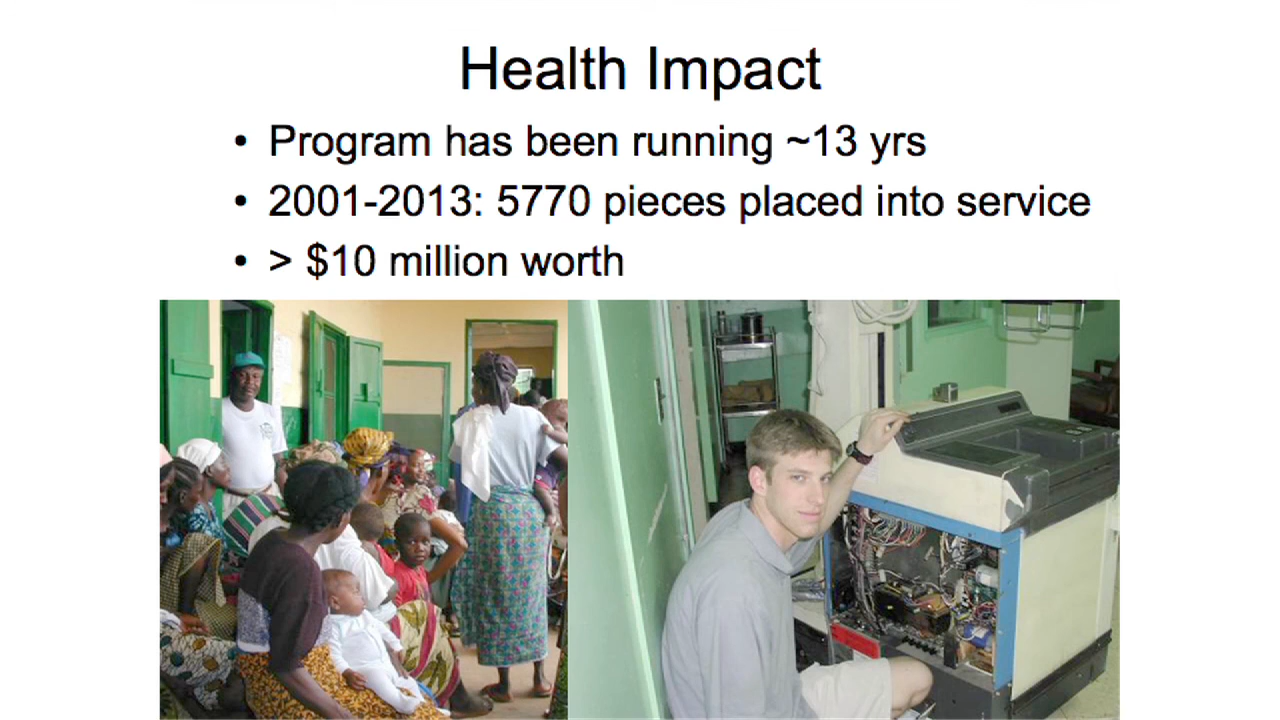 Health Impact
• Program has been running ~13 yrs
• 2001-2013: 5770 pieces placed into service
• > $10 million worth